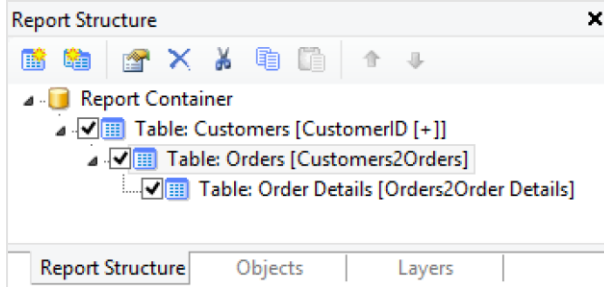 Report Structure
Report Container
Table: Customers [CustomerID [+]]
Table: Orders [Customers2Orders]
Table: Order Details [Orders2Order Details]
Report Structure Objects Layers